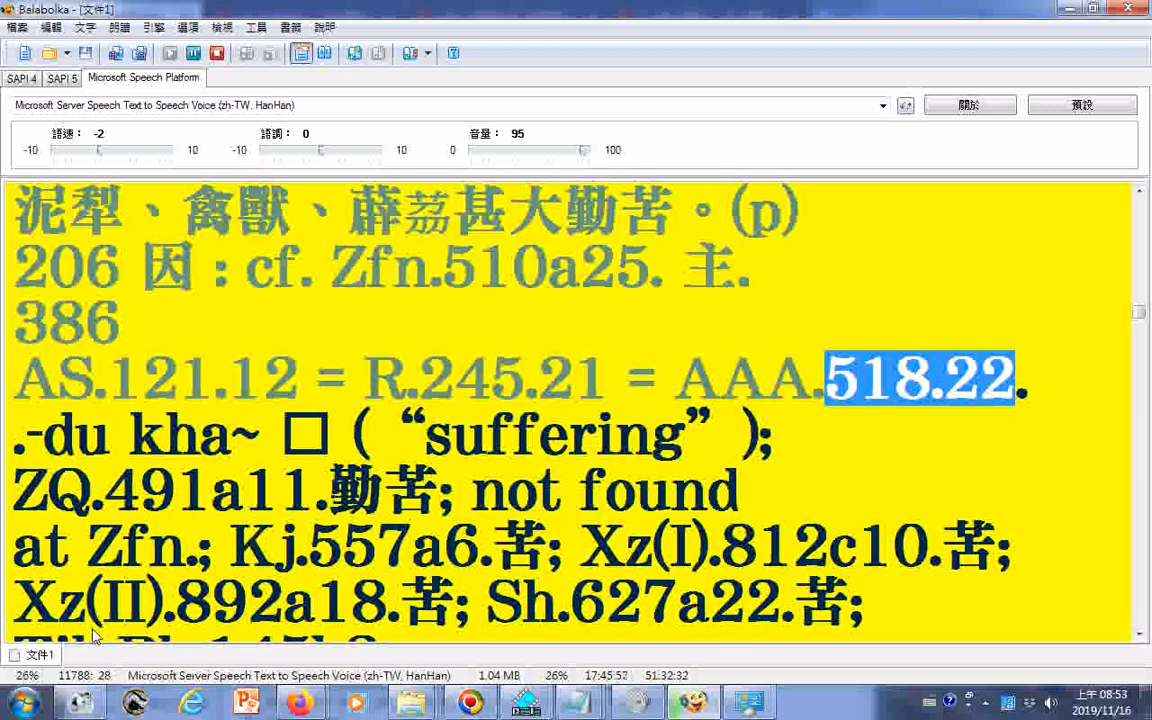 Balabolka - [文件1]
檔案 編輯 文字 朗讀 引擎 選項 檢視 工具 書籤 說明
SAPI 4 SAPI 5 Microsoft Speech Platform
Microsoft Server Speech Text to Speech Voice (zh-TW, HanHan) 關於 預設
語速： -2 語調： 0 音量： 95
-10 10 -10 10 0 100
泥犁、禽獸、薜荔甚大勤苦。(p)
206 因 : cf. Zfn.510a25. 主.
386
AS.121.12 = R.245.21 = AAA.518.22.
.-du kha~ □ (“suffering”);
ZQ.491a11.勤苦; not found
at Zfn.; Kj.557a6.苦; Xz(I).812c10.苦;
Xz(II).892a18.苦; Sh.627a22.苦;
文件1
26% 11788: 28 Microsoft Server Speech Text to Speech Voice (zh-TW, HanHan) 1.04 MB 26% 17:45:52 51:32:32
上午 08:53
2019/11/16